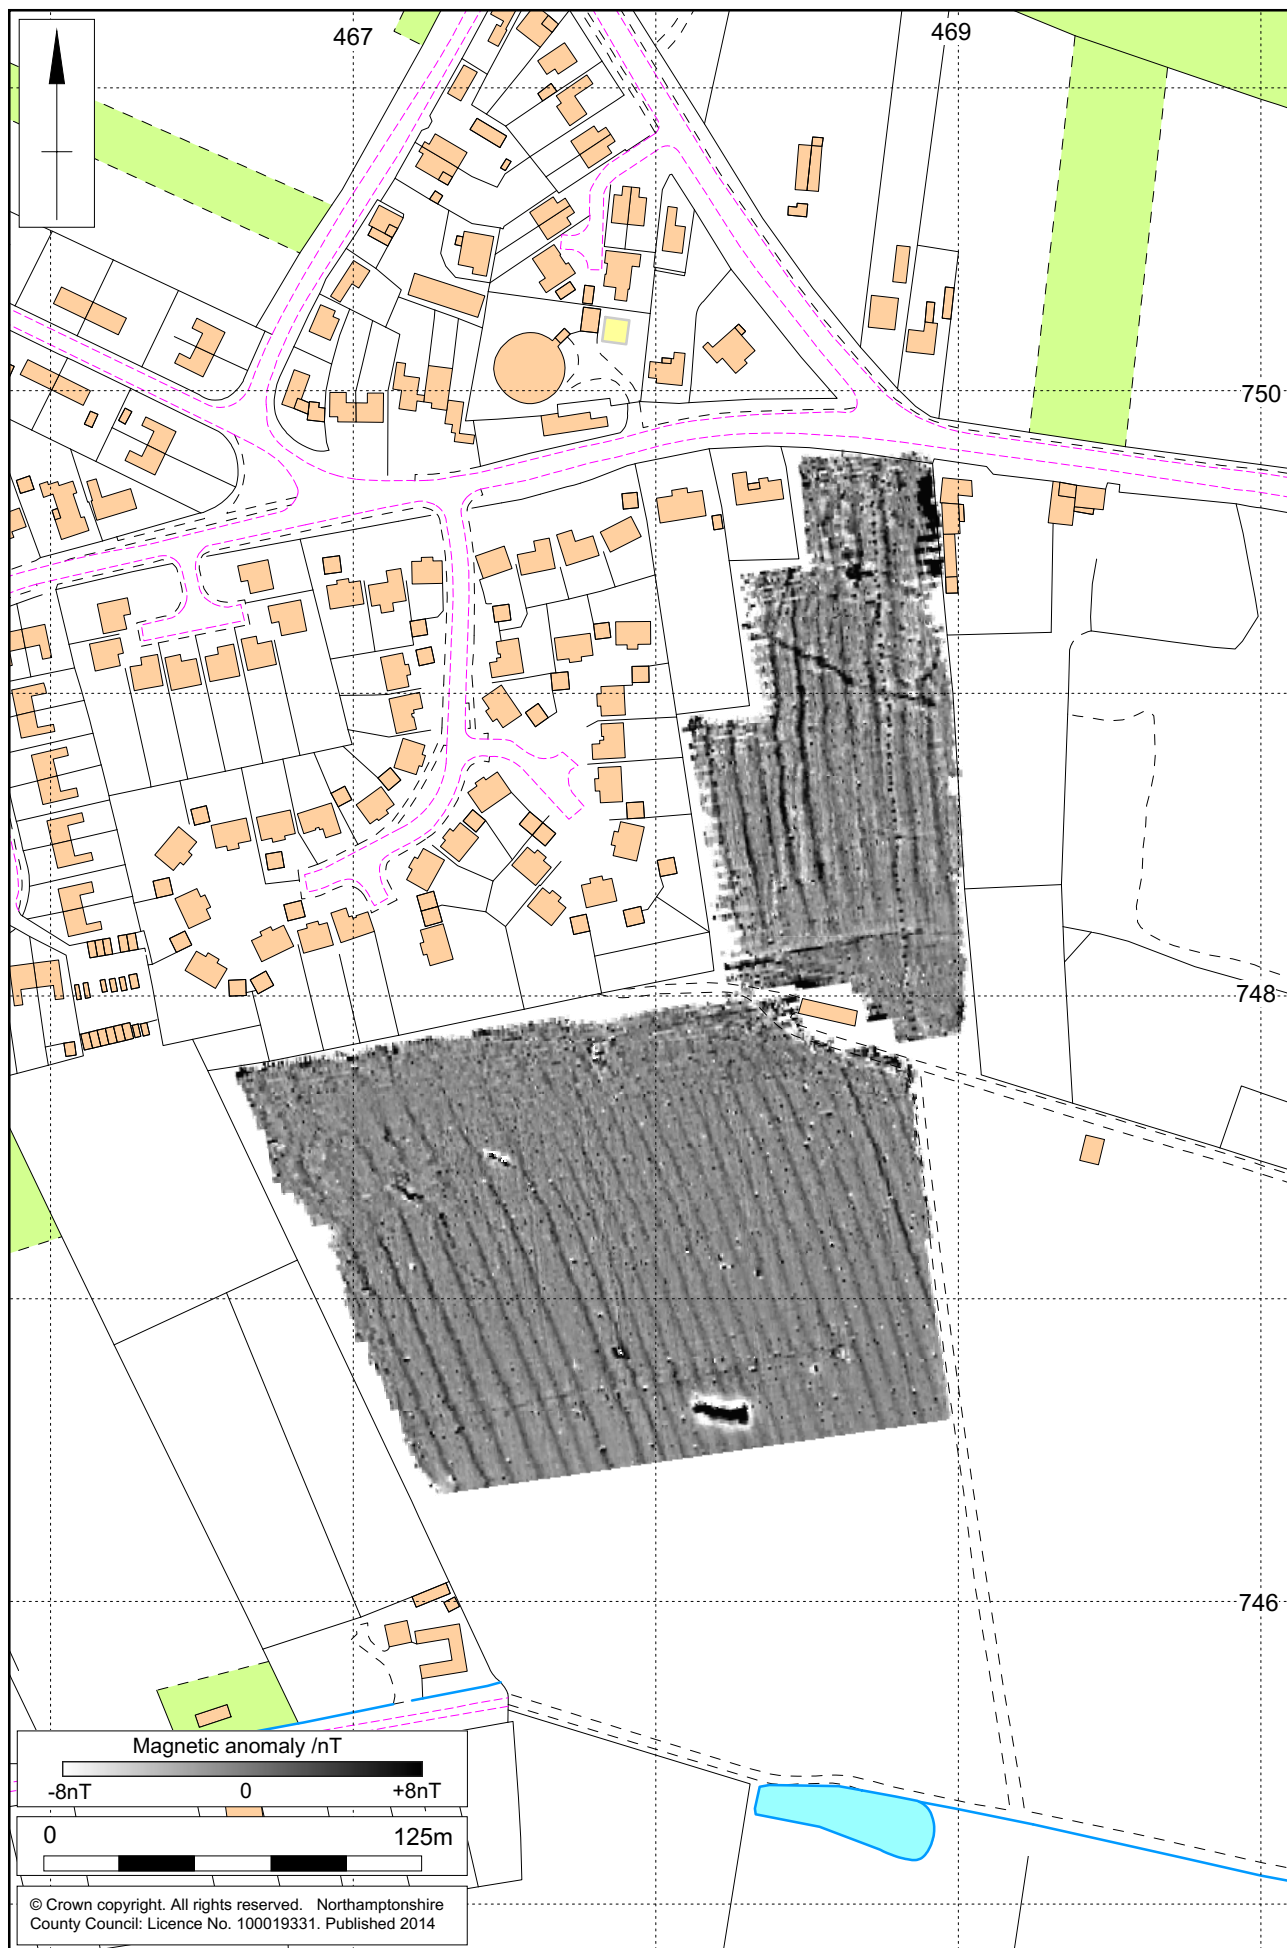 467
469
750
748
746
Magnetic anomaly /nT
-8nT 0 +8nT
0 125m
© Crown copyright. All rights reserved. Northamptonshire
County Council: Licence No. 100019331. Published 2014